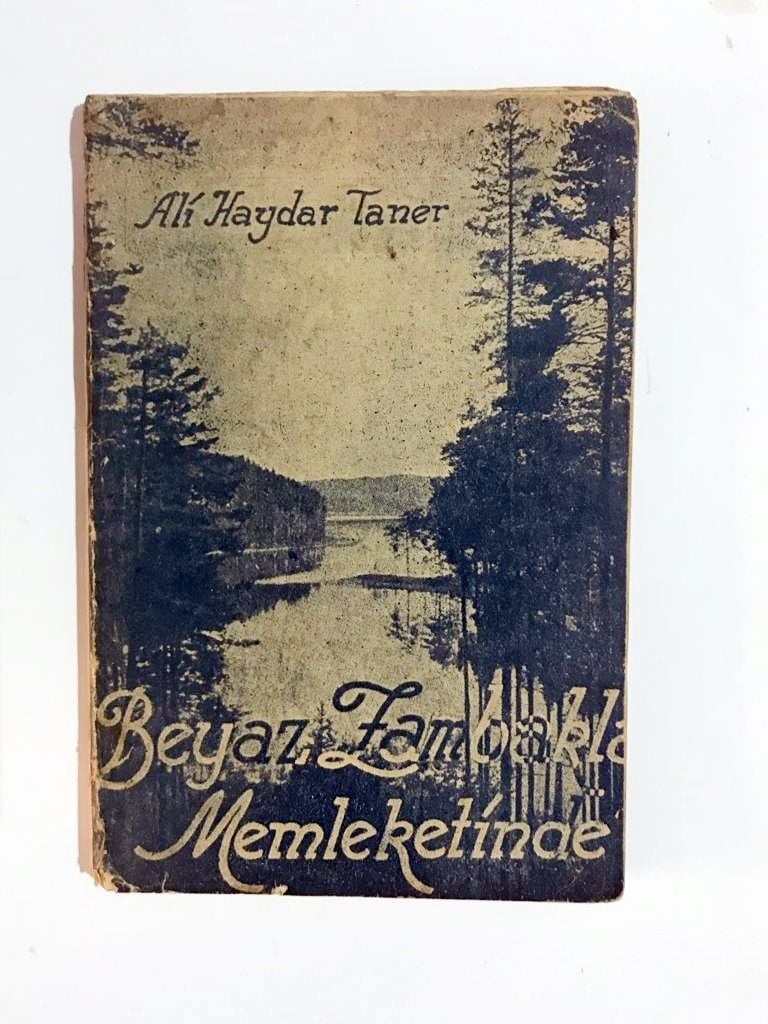 Ali Haydar Taner
Beyaz Zambakla
Memleketinde